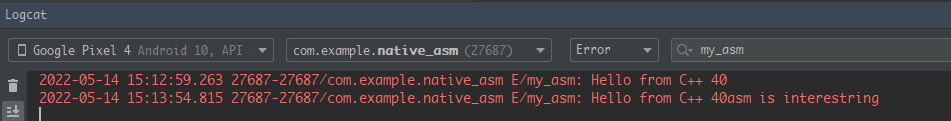 Logcat
Google Pixel 4 Android 10, API com.example.native_asm (27687) Error my_asm
2022-05-14 15:12:59.263 27687-27687/com.example.native_asm E/my_asm: Hello from C++ 40
2022-05-14 15:13:54.815 27687-27687/com.example.native_asm E/my_asm: Hello from C++ 40asm is interestring